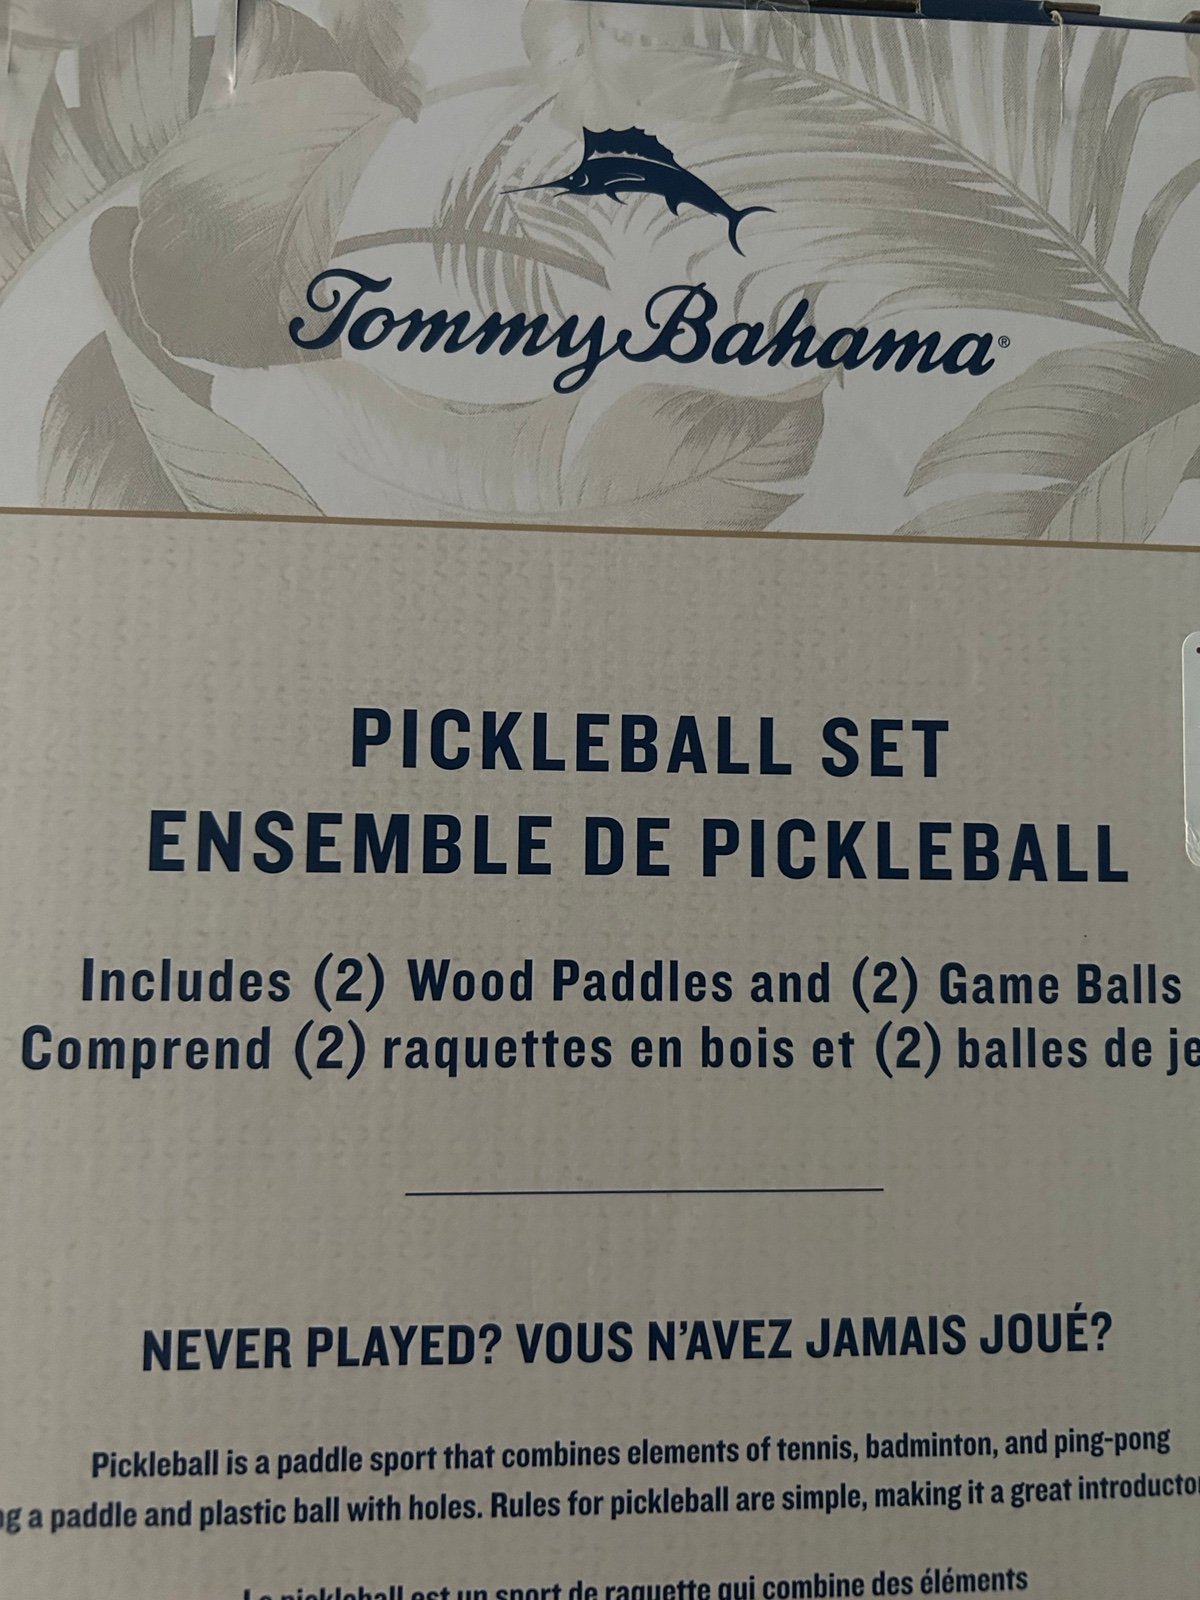 Tommy Bahama®
PICKLEBALL SET
ENSEMBLE DE PICKLEBALL
Includes (2) Wood Paddles and (2) Game Balls
Comprend (2) raquettes en bois et (2) balles de
NEVER PLAYED? VOUS N'AVEZ JAMAIS JOUÉ?
Pickleball is a paddle sport that combines elements of tennis, badminton, and ping-pong
a paddle and plastic ball with holes. Rules for pickleball are simple, making it a great
pickleball est un sport de raquette qui combine des éléments